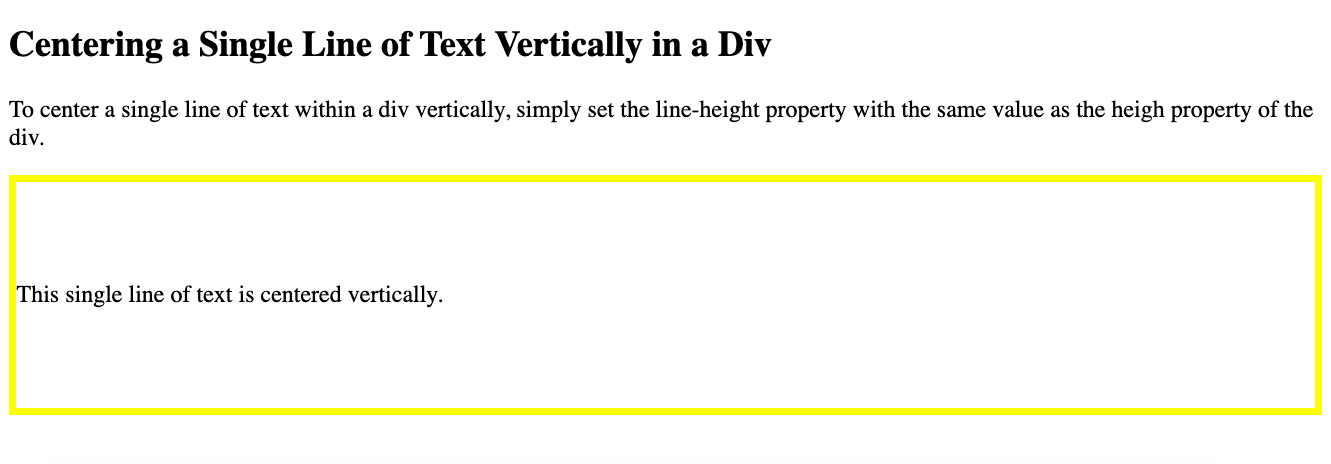 Centering a Single Line of Text Vertically in a Div
To center a single line of text within a div vertically, simply set the line-height property with the same value as the heigh property of the
div.
This single line of text is centered vertically.